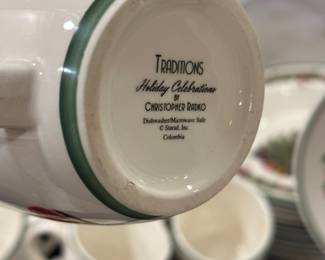 TRADITIONS
Holiday Celebrations
BY
CHRISTOPHER RADKO
Dishwasher/Microwave Safe
© Starad, Inc.
Colombia